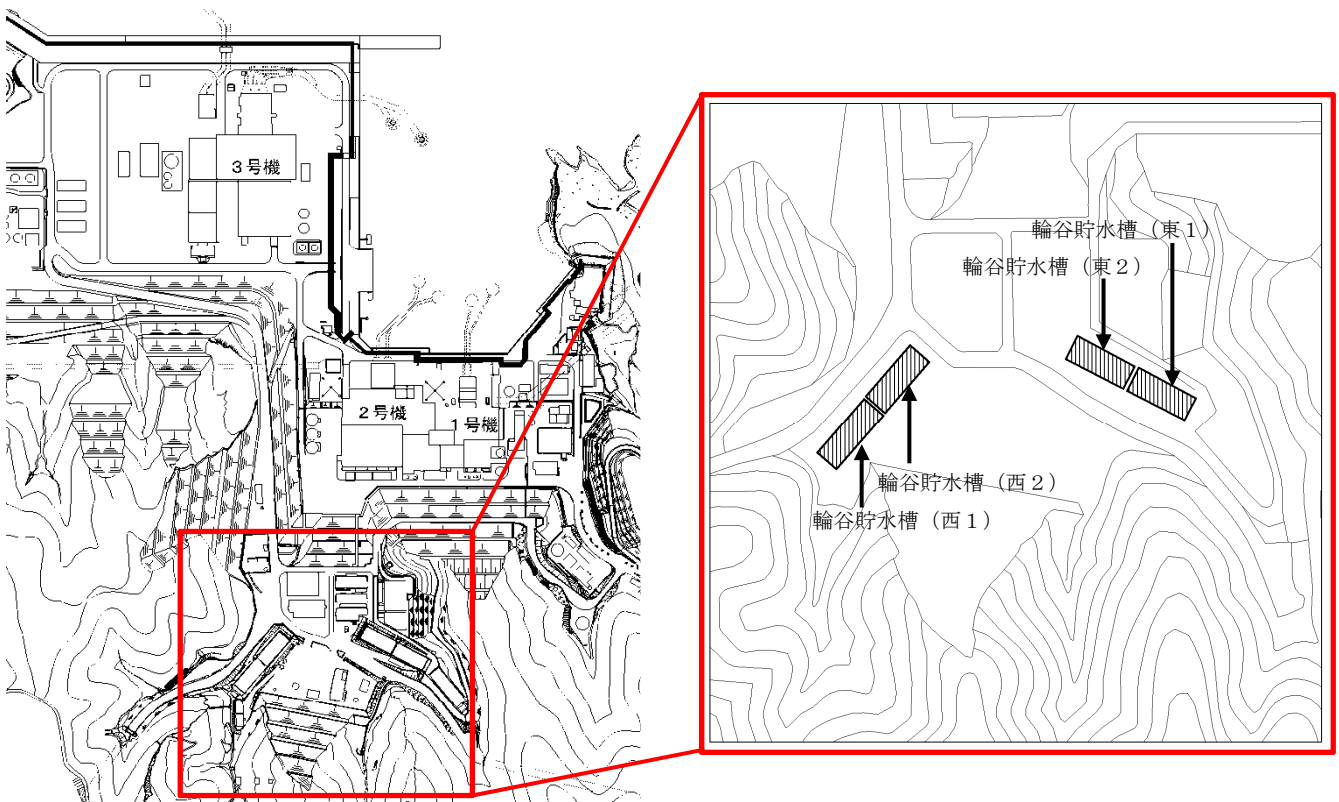 ３号機
２号機
１号機
輪谷貯水槽（東１）
輪谷貯水槽（東２）
輪谷貯水槽（西２）
輪谷貯水槽（西１）